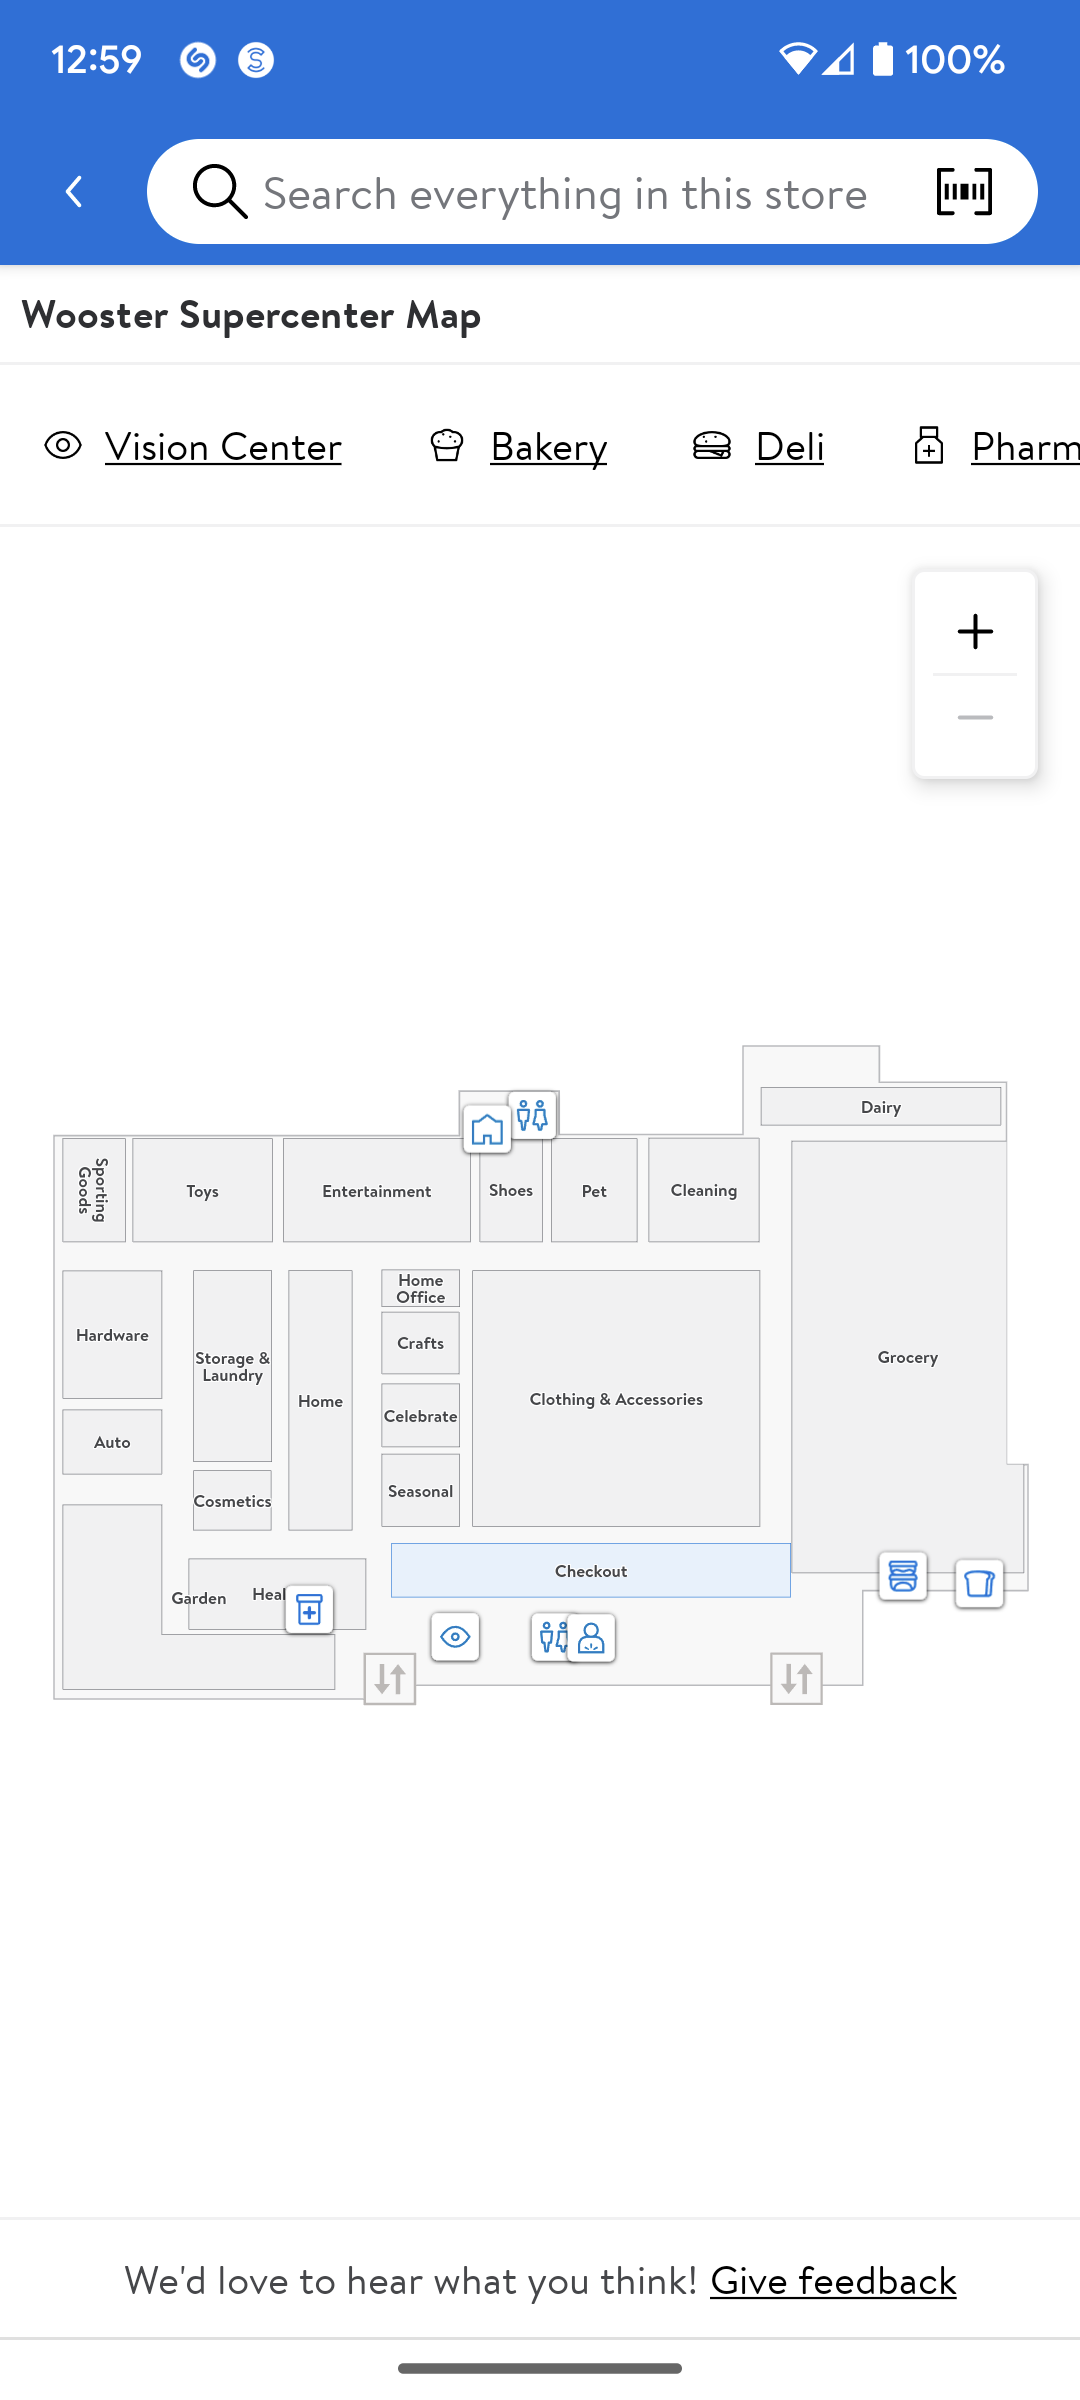 12:59
100%
Search everything in this store
Wooster Supercenter Map
Vision Center
Bakery
Deli
Pharm
Dairy
Sporting
Goods
Toys
Entertainment
Shoes
Pet
Cleaning
Hardware
Storage &
Laundry
Home
Home
Office
Crafts
Celebrate
Seasonal
Clothing & Accessories
Grocery
Auto
Cosmetics
Garden
Heal
Checkout
We'd love to hear what you think! Give feedback